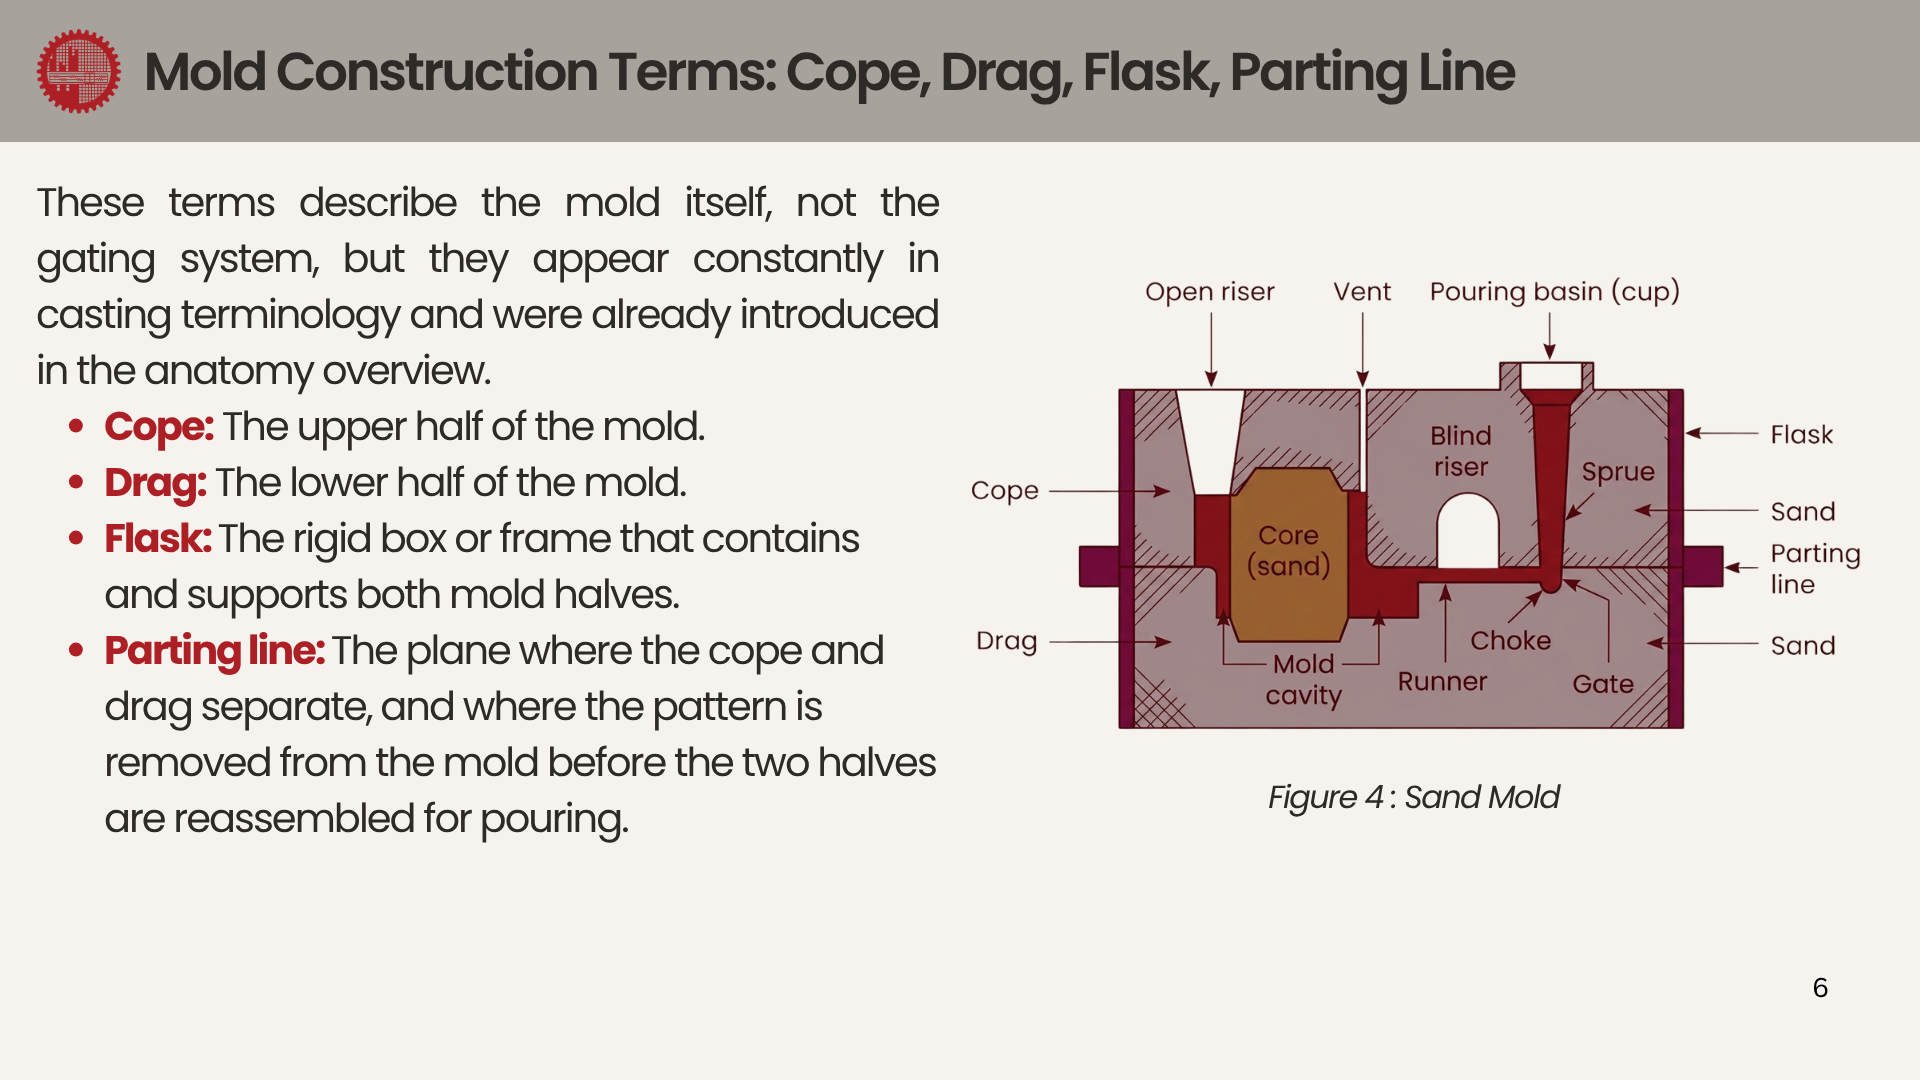 Mold Construction Terms: Cope, Drag, Flask, Parting Line
These terms describe the mold itself, not the
gating system, but they appear constantly in
casting terminology and were already introduced
in the anatomy overview.
• Cope: The upper half of the mold.
• Drag: The lower half of the mold.
• Flask: The rigid box or frame that contains
and supports both mold halves.
• Parting line: The plane where the cope and
drag separate, and where the pattern is
removed from the mold before the two halves
are reassembled for pouring.
Open riser
Vent
Pouring basin (cup)
Blind
riser
Flask
Sprue
Cope
Sand
Core
(sand)
Parting
line
Drag
Choke
Sand
Mold
cavity
Runner
Gate
Figure 4 : Sand Mold
6